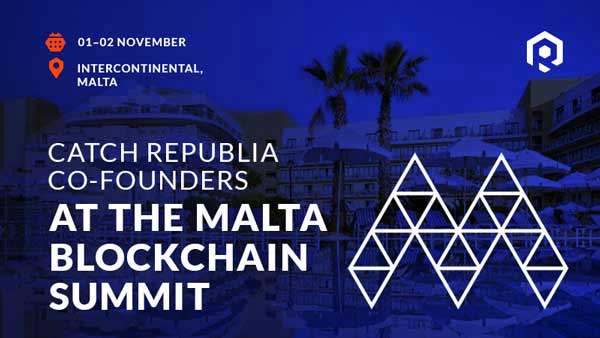 01–02 NOVEMBER
INTERCONTINENTAL,
MALTA
CATCH REPUBLIA
CO-FOUNDERS
AT THE MALTA
BLOCKCHAIN
SUMMIT